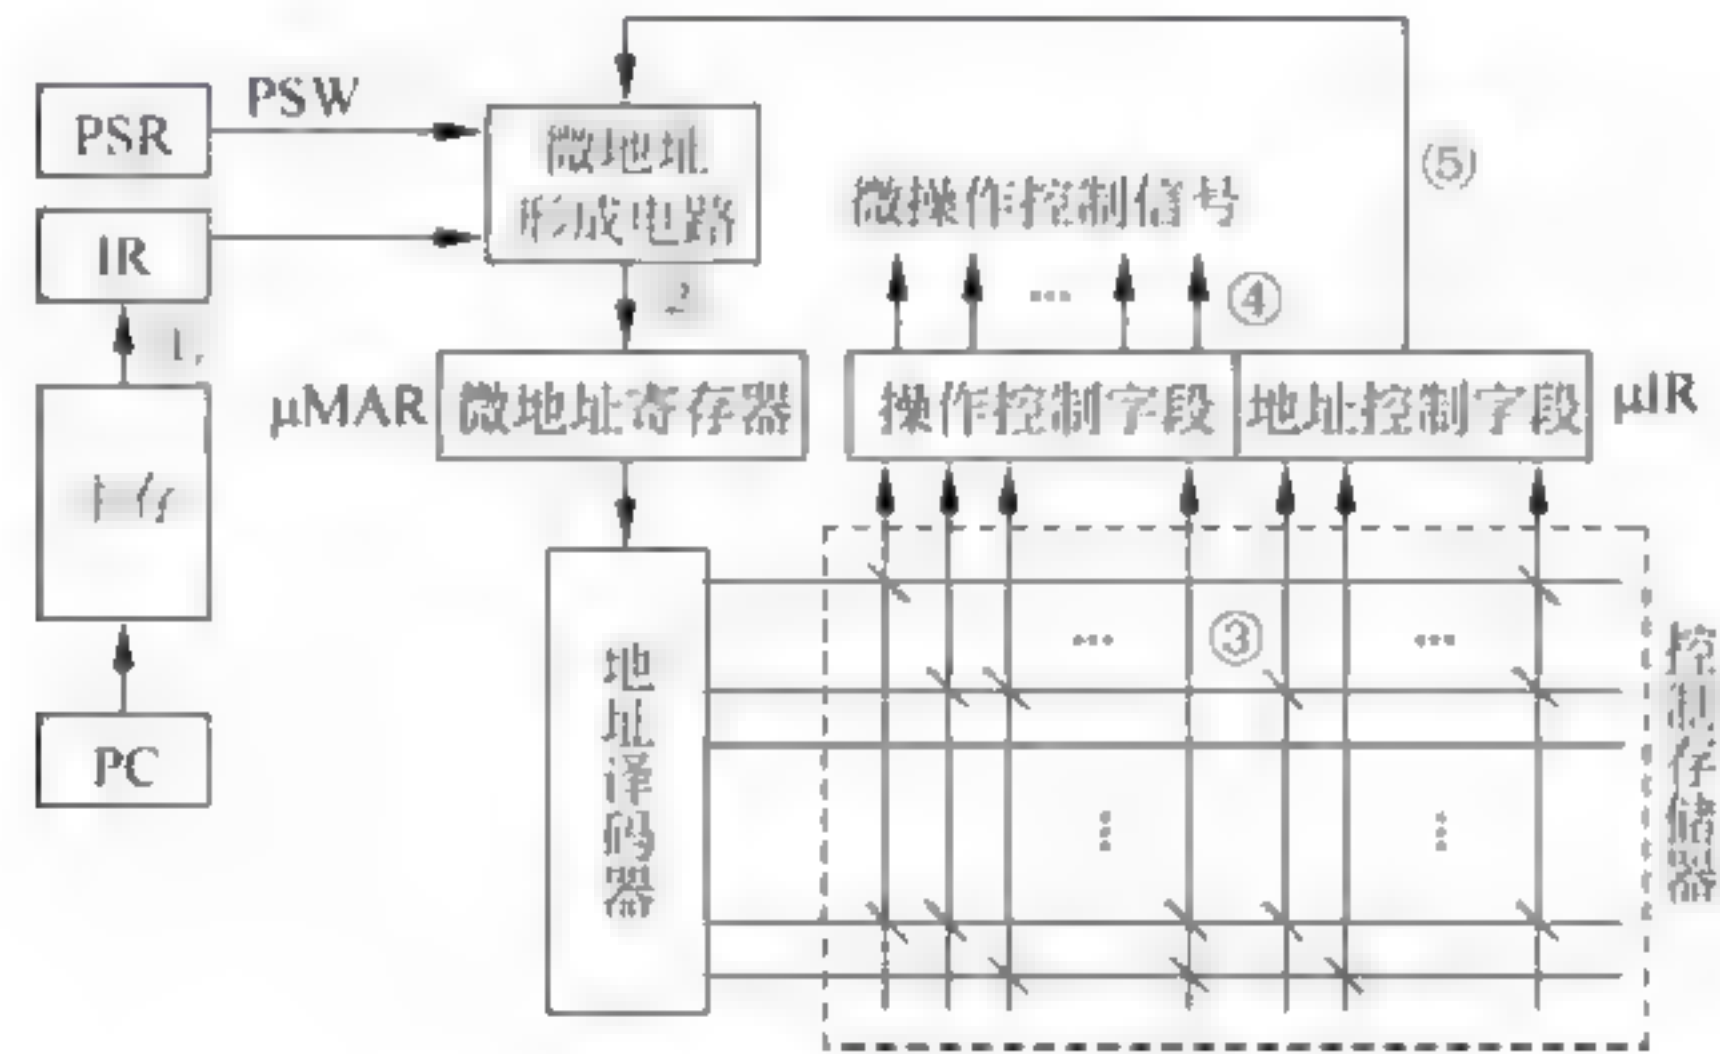 PSR
PSW
IR
PC
微地址
形成电路
2
μMAR
微地址寄存器
地址译码器
微操作控制信号
...
④
⑤
操作控制字段
地址控制字段
μIR
...
③
...
控制存储器